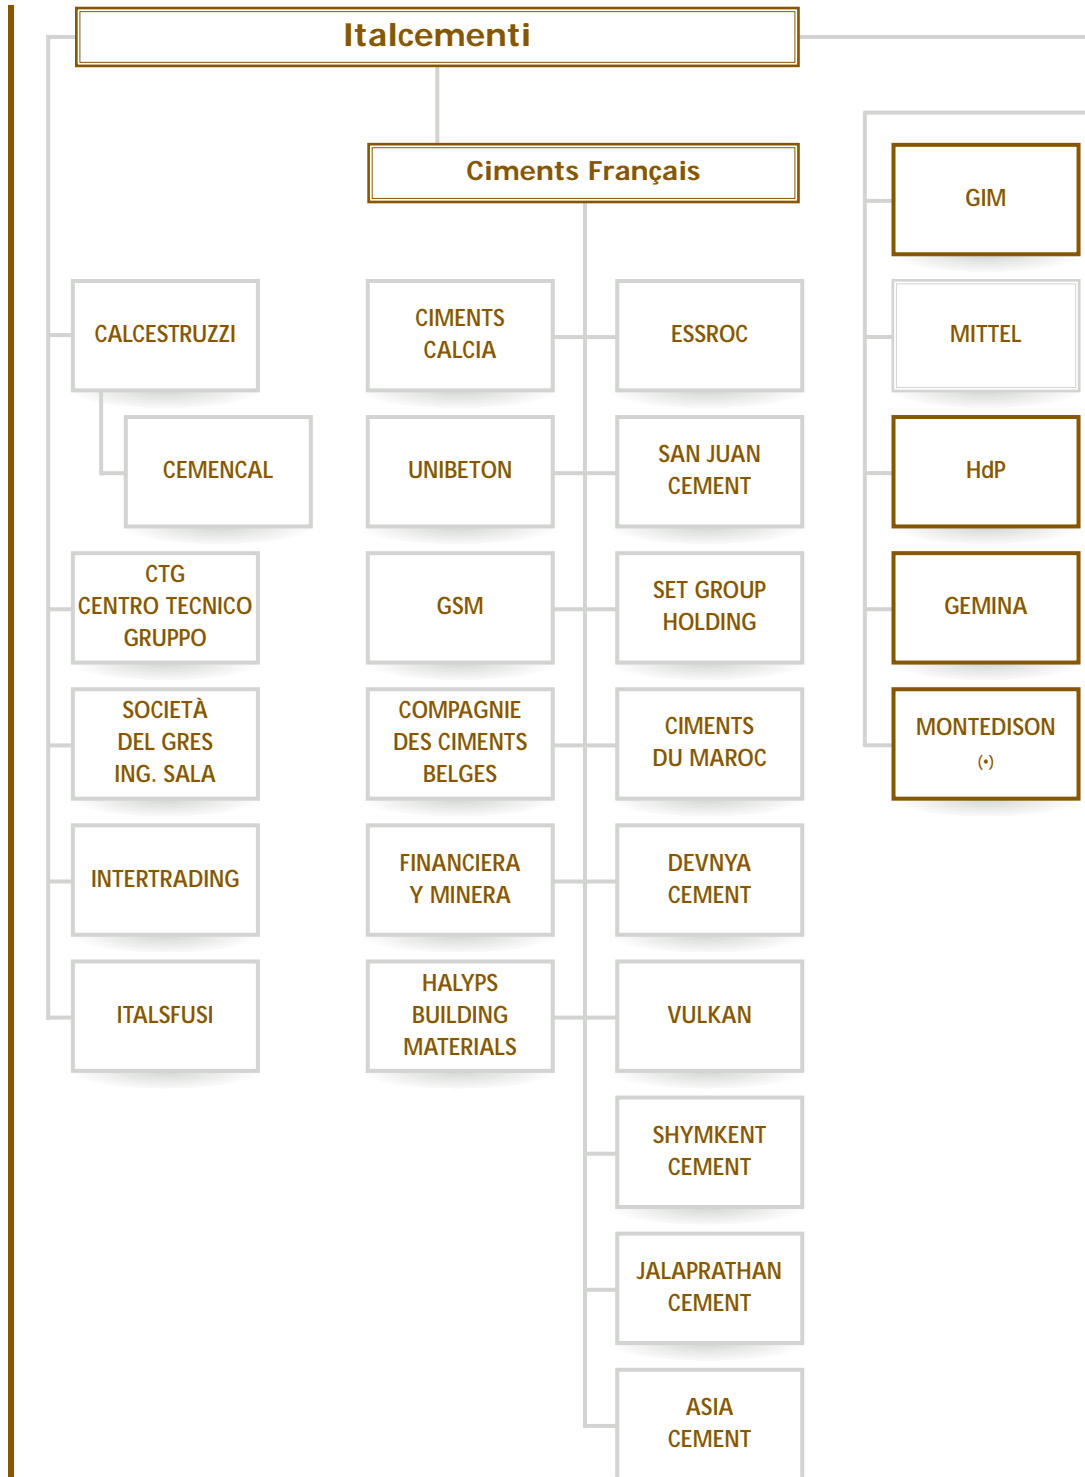 Italcementi
Ciments Français
GIM
CALCESTRUZZI
CIMENTS
CALCIA
ESSROC
MITTEL
CEMENCAL
UNIBETON
SAN JUAN
CEMENT
HdP
CTG
CENTRO TECNICO
GRUPPO
GSM
SET GROUP
HOLDING
GEMINA
SOCIETÀ
DEL GRES
ING. SALA
COMPAGNIE
DES CIMENTS
BELGES
CIMENTS
DU MAROC
MONTEDISON
(•)
INTERTRADING
FINANCIERA
Y MINERA
DEVNYA
CEMENT
ITALSFUSI
HALYPS
BUILDING
MATERIALS
VULKAN
SHYMKENT
CEMENT
JALAPRATHAN
CEMENT
ASIA
CEMENT